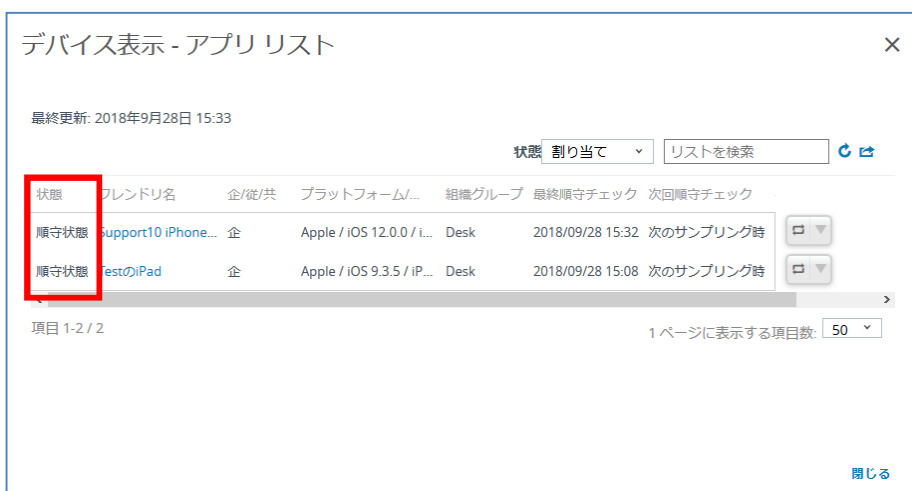 デバイス表示 - アプリ リスト
最終更新: 2018年9月28日 15:33
状態 割り当て リストを検索
状態 フレンドリ名 企/従/共 プラットフォーム/... 組織グループ 最終順守チェック 次回順守チェック
順守状態 Support10 iPhone... 企 Apple / iOS 12.0.0 / i... Desk 2018/09/28 15:32 次のサンプリング時
順守状態 TestのiPad 企 Apple / iOS 9.3.5 / iP... Desk 2018/09/28 15:08 次のサンプリング時
項目 1-2 / 2
1 ページに表示する項目数: 50
閉じる